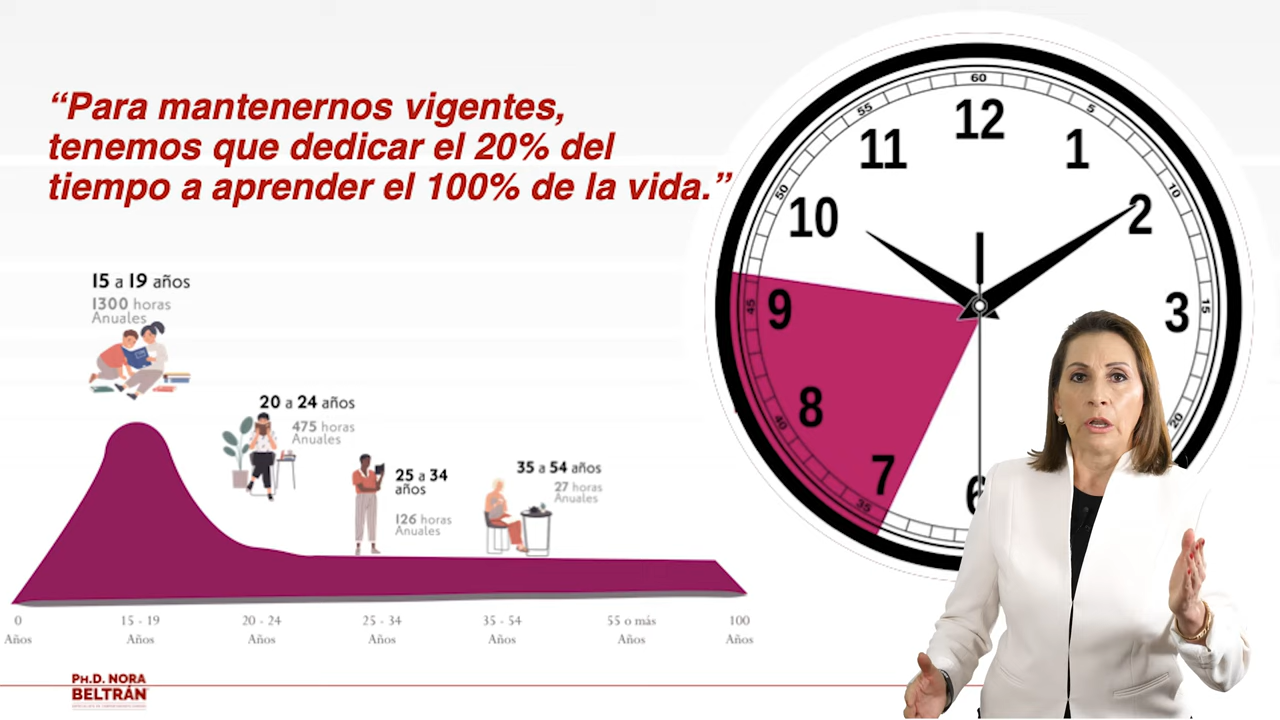 “Para mantenernos vigentes,
tenemos que dedicar el 20% del
tiempo a aprender el 100% de la vida.”
15 a 19 años
1300 horas
Anuales
20 a 24 años
475 horas
Anuales
25 a 34
años
126 horas
Anuales
35 a 54 años
27 horas
Anuales
0
Años
15 - 19
Años
20 - 24
Años
25 - 34
Años
35 - 54
Años
55 o más
Años
100
Años
60
5
10
15
20
35
40
45
50
55
12
1
2
3
6
7
8
9
10
11
PH.D. NORA
BELTRÁN